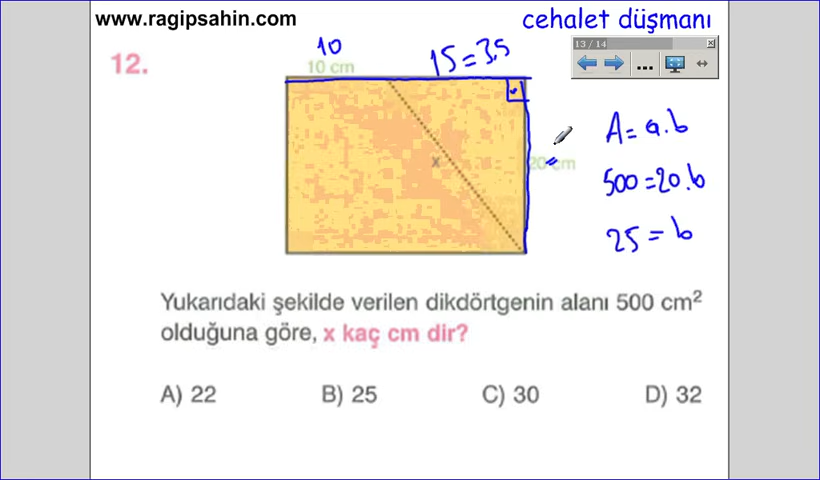 www.ragipsahin.com
cehalet düşmanı
13 / 14
12.
10
10 cm
15 = 3.5
x
20 cm
=
A = a.b
500 = 20.b
25 = b
Yukarıdaki şekilde verilen dikdörtgenin alanı 500 cm²
olduğuna göre, x kaç cm dir?
A) 22 B) 25 C) 30 D) 32